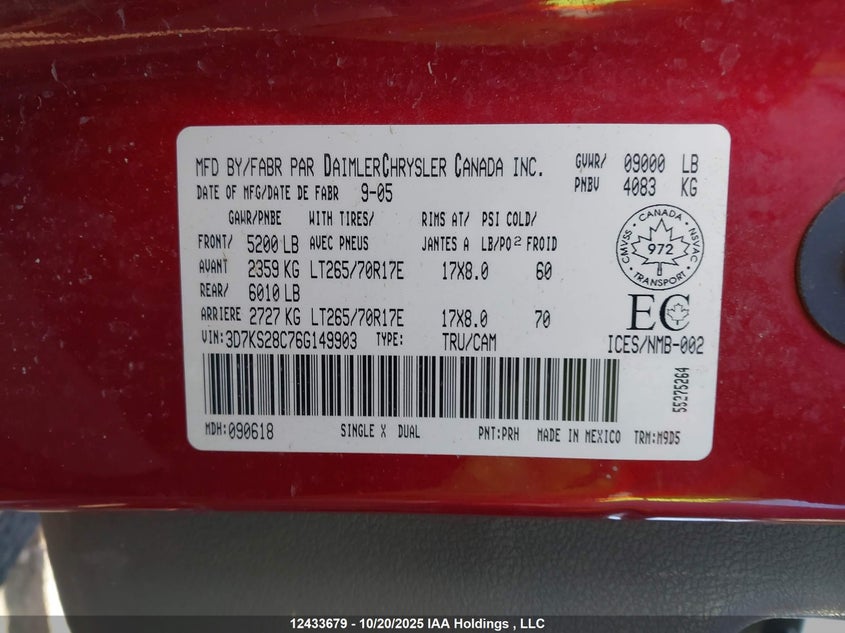 MFD BY/FABR PAR DAIMLERCHRYSLER CANADA INC. GVWR/ 09000 LB
DATE OF MFG/DATE DE FABR 9-05 PNBV 4083 KG
GAWR/PNBE WITH TIRES/ RIMS AT/ PSI COLD/
FRONT/ 5200 LB AVEC PNEUS JANTES A LB/PO² FROID
AVANT 2359 KG LT265/70R17E 17X8.0 60
REAR/ 6010 LB
ARRIERE 2727 KG LT265/70R17E 17X8.0 70
VIN: 3D7KS28C76G149903 TYPE: TRU/CAM
CANADA
CMVSS 972 NSVAC
TRANSPORT
EC
ICES/NMB-002
55275264
MDH: 090618 SINGLE X DUAL PNT: PRH MADE IN MEXICO TRM: M9D5
12433679 - 10/20/2025 IAA Holdings , LLC